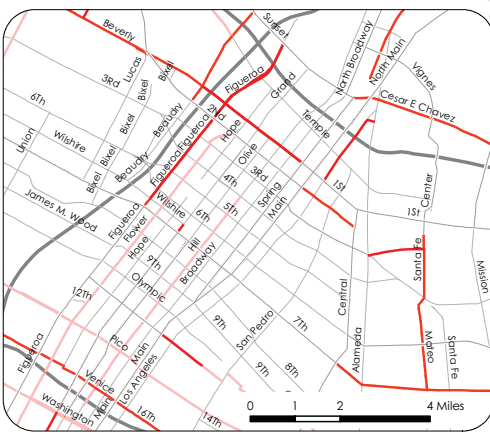 Beverly
Sunset
North Broadway
North Main
Vignes
Lucas
Bixel
Bixel
3Rd
Figueroa
Grand
Cesar E Chavez
6Th
Beaudry
2Nd
Temple
Union
Wilshire
Bixel
Bixel
Bixel
Beaudry
Figueroa
Figueroa
Hope
Olive
3Rd
4Th
Spring
Main
1St
1St
Center
James M. Wood
Figueroa
Flower
Hope
Wilshire
6Th
5Th
Hill
Broadway
9Th
Olympic
Santa Fe
Mission
12Th
9Th
San Pedro
7Th
Central
Alameda
Figueroa
Pico
Main
Los Angeles
9Th
8Th
Mateo
Santa Fe
Venice
Washington
Main
16Th
14Th
0 1 2 4 Miles